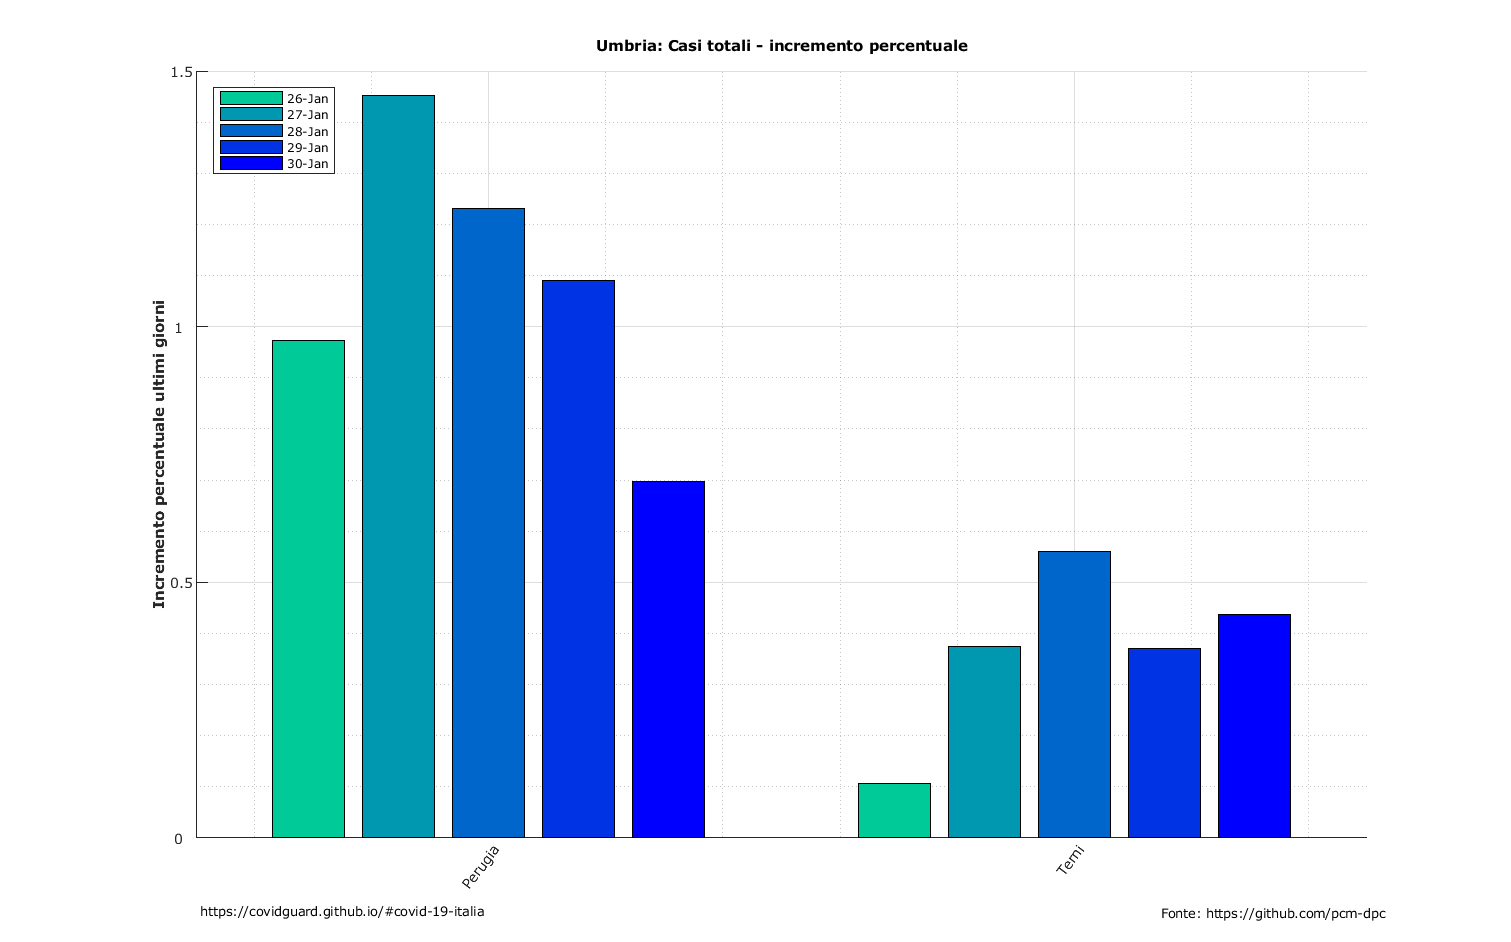 Umbria: Casi totali - incremento percentuale
1.5
26-Jan
27-Jan
28-Jan
29-Jan
30-Jan
1
Incremento percentuale ultimi giorni
0.5
0
Perugia
Terni
https://covidguard.github.io/#covid-19-italia
Fonte: https://github.com/pcm-dpc